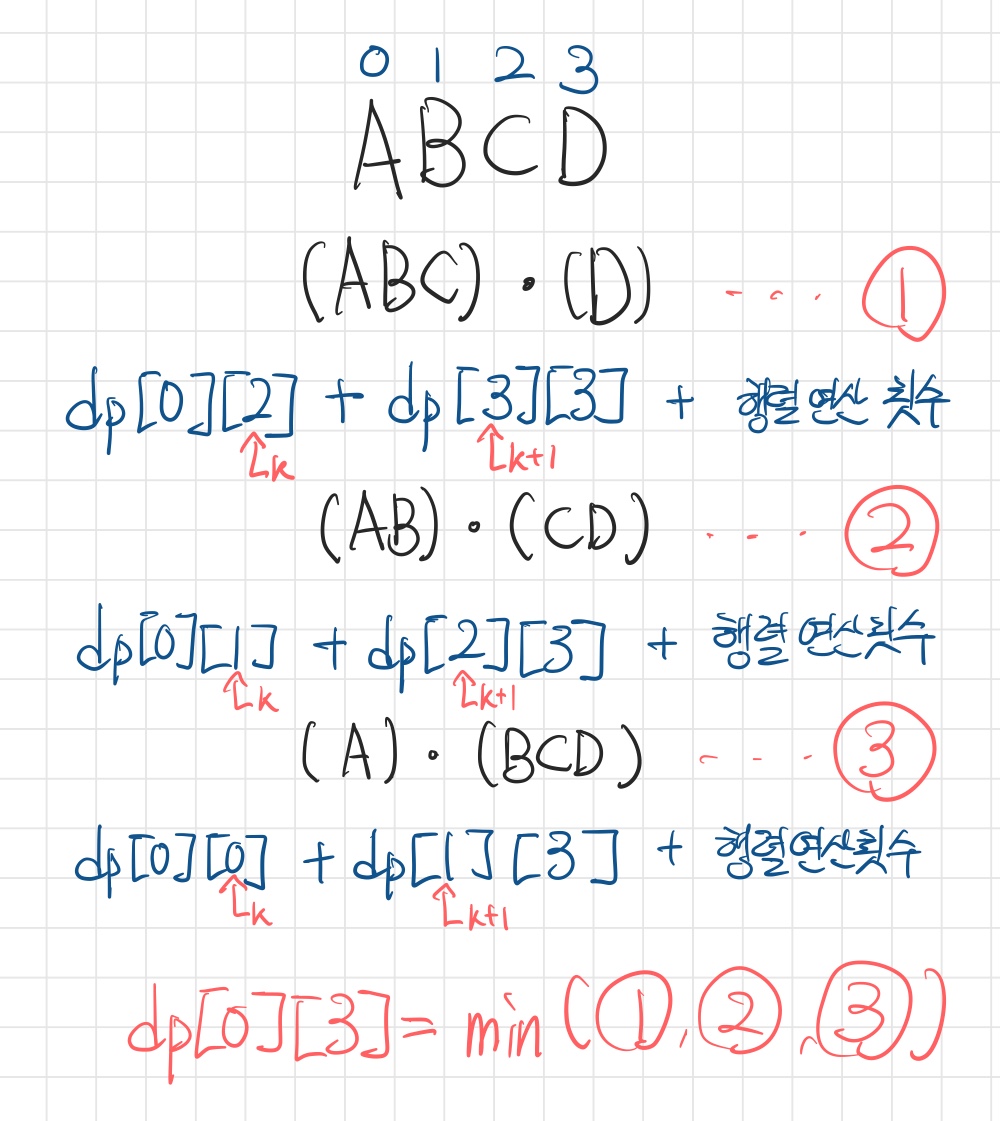 0 1 2 3
ABCD
(ABC) · (D) ... ①
dp[0][2] + dp[3][3] + 행렬 연산 횟수
↑k ↑k+1
(AB) · (CD) .... ②
dp[0][1] + dp[2][3] + 행렬 연산횟수
↑k ↑k+1
(A) · (BCD) .... ③
dp[0][0] + dp[1][3] + 행렬연산횟수
↑k ↑k+1
dp[0][3] = min (①, ②, ③)